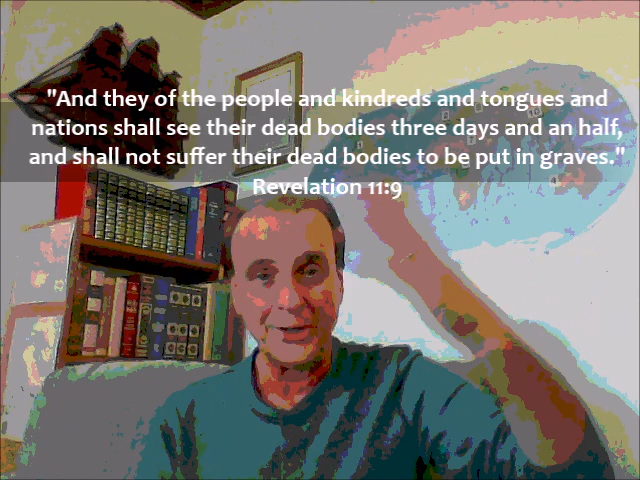 "And they of the people and kindreds and tongues and
nations shall see their dead bodies three days and an half,
and shall not suffer their dead bodies to be put in graves."
Revelation 11:9